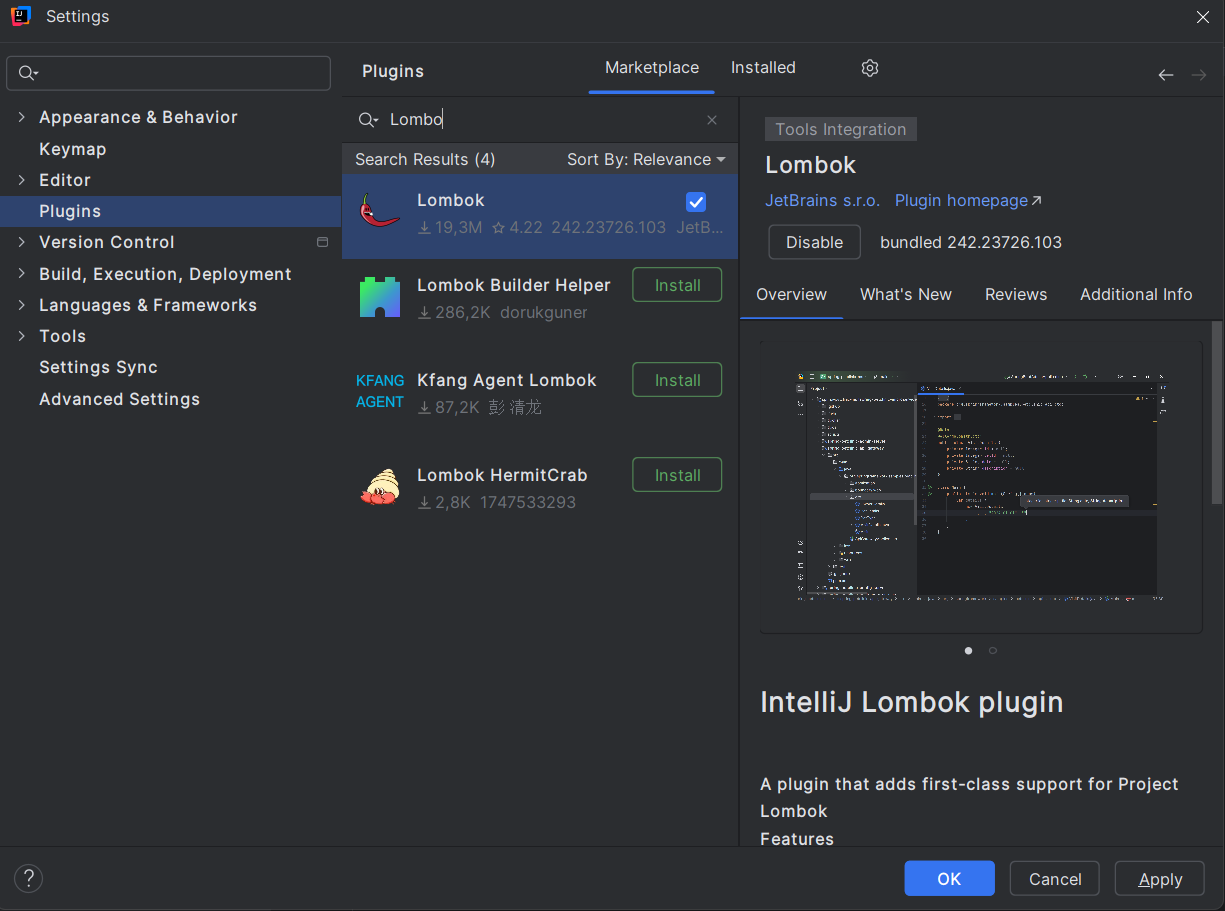 Settings
Plugins
Marketplace
Installed
Appearance & Behavior
Keymap
Editor
Plugins
Version Control
Build, Execution, Deployment
Languages & Frameworks
Tools
Settings Sync
Advanced Settings
Lombo
Search Results (4)
Sort By: Relevance
Lombok
19,3M 4.22 242.23726.103 JetB...
Lombok Builder Helper
Install
286,2K dorukguner
KFANG AGENT
Kfang Agent Lombok
Install
87,2K 彭清龙
Lombok HermitCrab
Install
2,8K 1747533293
Tools Integration
Lombok
JetBrains s.r.o. Plugin homepage
Disable
bundled 242.23726.103
Overview
What's New
Reviews
Additional Info
IntelliJ Lombok plugin
A plugin that adds first-class support for Project
Lombok
Features
?
OK
Cancel
Apply